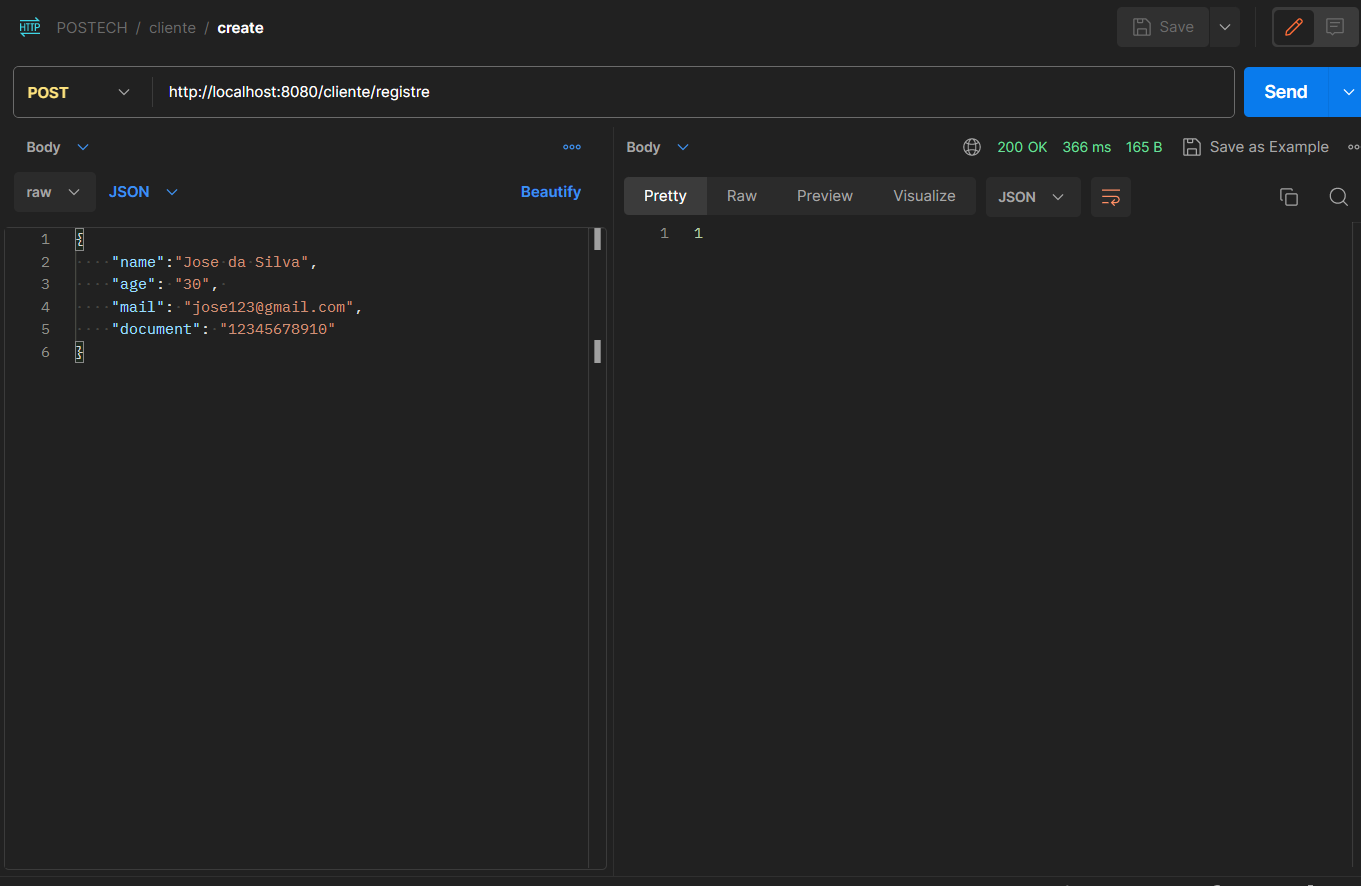 HTTP POSTECH / cliente / create
Save
POST http://localhost:8080/cliente/registre
Send
Body
raw JSON
Beautify
1 {
2 "name":"Jose da Silva",
3 "age": "30",
4 "mail": "jose123@gmail.com",
5 "document": "12345678910"
6 }
Body
200 OK 366 ms 165 B Save as Example
Pretty Raw Preview Visualize JSON
1 1